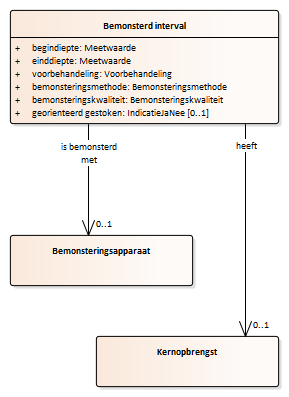 Bemonsterd interval
+ begindiepte: Meetwaarde
+ einddiepte: Meetwaarde
+ voorbehandeling: Voorbehandeling
+ bemonsteringsmethode: Bemonsteringsmethode
+ bemonsteringskwaliteit: Bemonsteringskwaliteit
+ georienteerd gestoken: IndicatieJaNee [0..1]
is bemonsterd
met
heeft
0..1
Bemonsteringsapparaat
0..1
Kernopbrengst